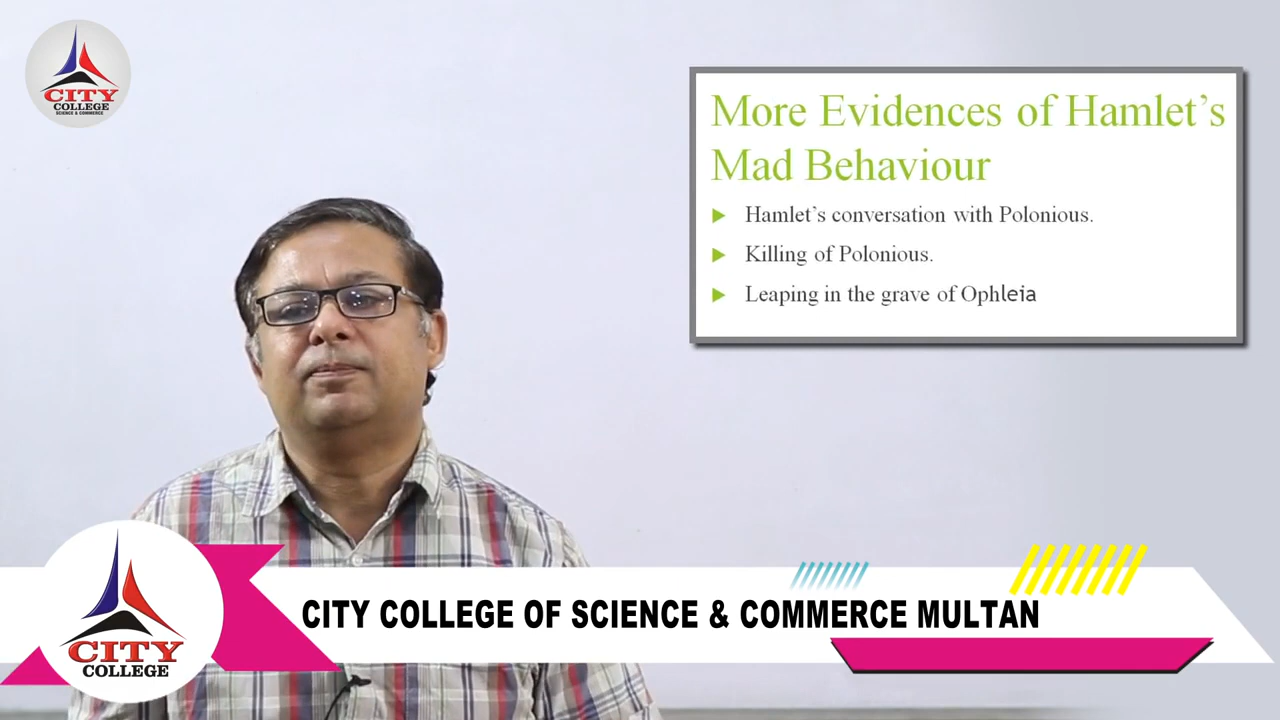 CITY
COLLEGE
SCIENCE & COMMERCE
More Evidences of Hamlet's
Mad Behaviour
Hamlet's conversation with Polonious.
Killing of Polonious.
Leaping in the grave of Ophleia
CITY COLLEGE OF SCIENCE & COMMERCE MULTAN
CITY
COLLEGE